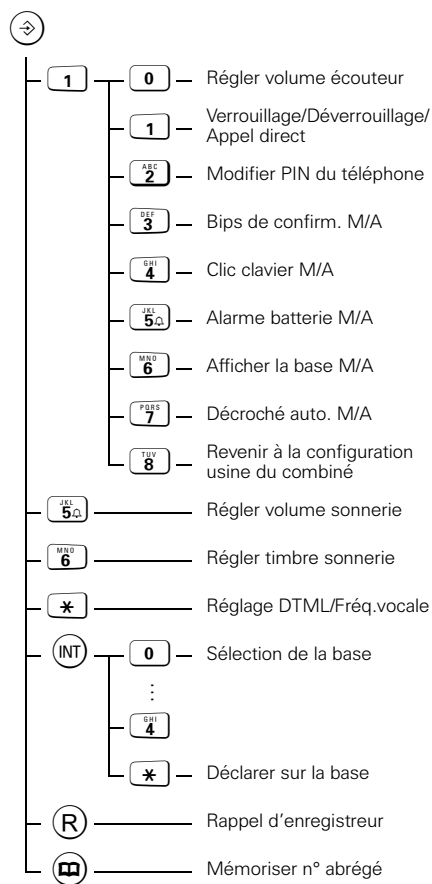 1 0 Régler volume écouteur
1 Verrouillage/Déverrouillage/
Appel direct
ABC 2 Modifier PIN du téléphone
DEF 3 Bips de confirm. M/A
GHI 4 Clic clavier M/A
JKL 5 Alarme batterie M/A
MNO 6 Afficher la base M/A
PQRS 7 Décroché auto. M/A
TUV 8 Revenir à la configuration
usine du combiné
JKL 5 Régler volume sonnerie
MNO 6 Régler timbre sonnerie
* Réglage DTML/Fréq.vocale
INT 0 Sélection de la base
⋮
GHI 4
* Déclarer sur la base
R Rappel d'enregistreur
Mémoriser n° abrégé